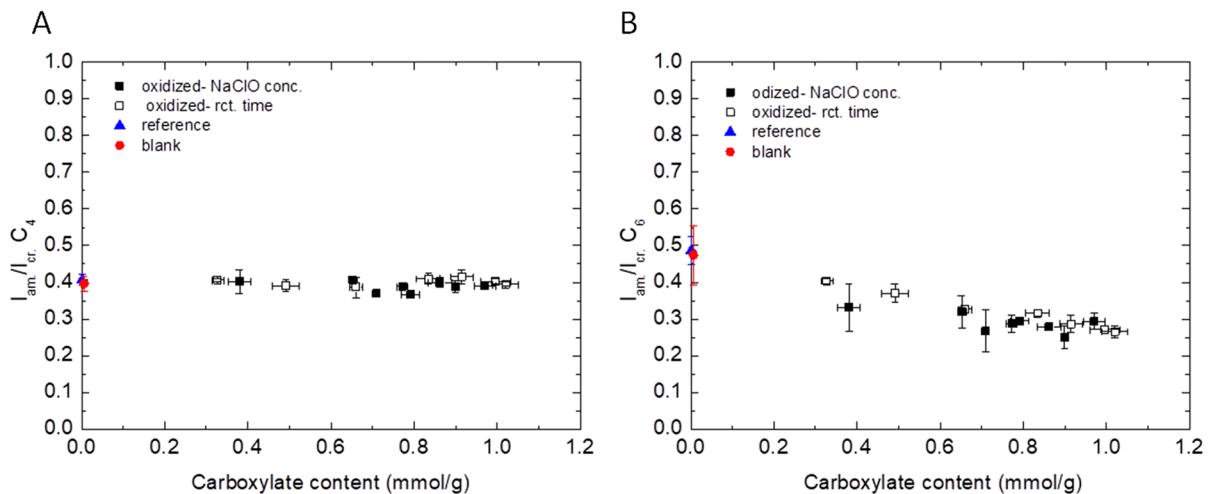 A
1.0
0.9
0.8
0.7
0.6
0.5
0.4
0.3
0.2
0.1
0.0
0.0 0.2 0.4 0.6 0.8 1.0 1.2
I am./I cr. C4
Carboxylate content (mmol/g)
oxidized- NaClO conc.
oxidized- rct. time
reference
blank
B
1.0
0.9
0.8
0.7
0.6
0.5
0.4
0.3
0.2
0.1
0.0
0.0 0.2 0.4 0.6 0.8 1.0 1.2
I am./I cr. C6
Carboxylate content (mmol/g)
odized- NaClO conc.
oxidized- rct. time
reference
blank